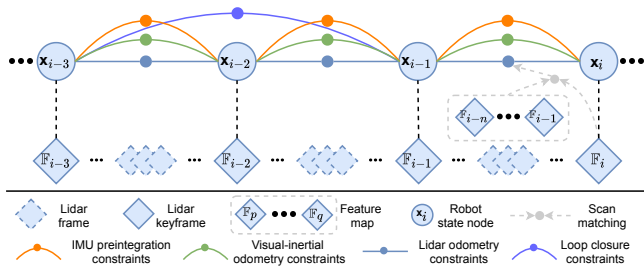 x_{i-3} x_{i-2} x_{i-1} x_i
𝔽_{i-n} 𝔽_{i-1}
𝔽_{i-3} 𝔽_{i-2} 𝔽_{i-1} 𝔽_i
Lidar frame
Lidar keyframe
𝔽_p 𝔽_q
Feature map
x_i
Robot state node
Scan matching
IMU preintegration constraints
Visual-inertial odometry constraints
Lidar odometry constraints
Loop closure constraints